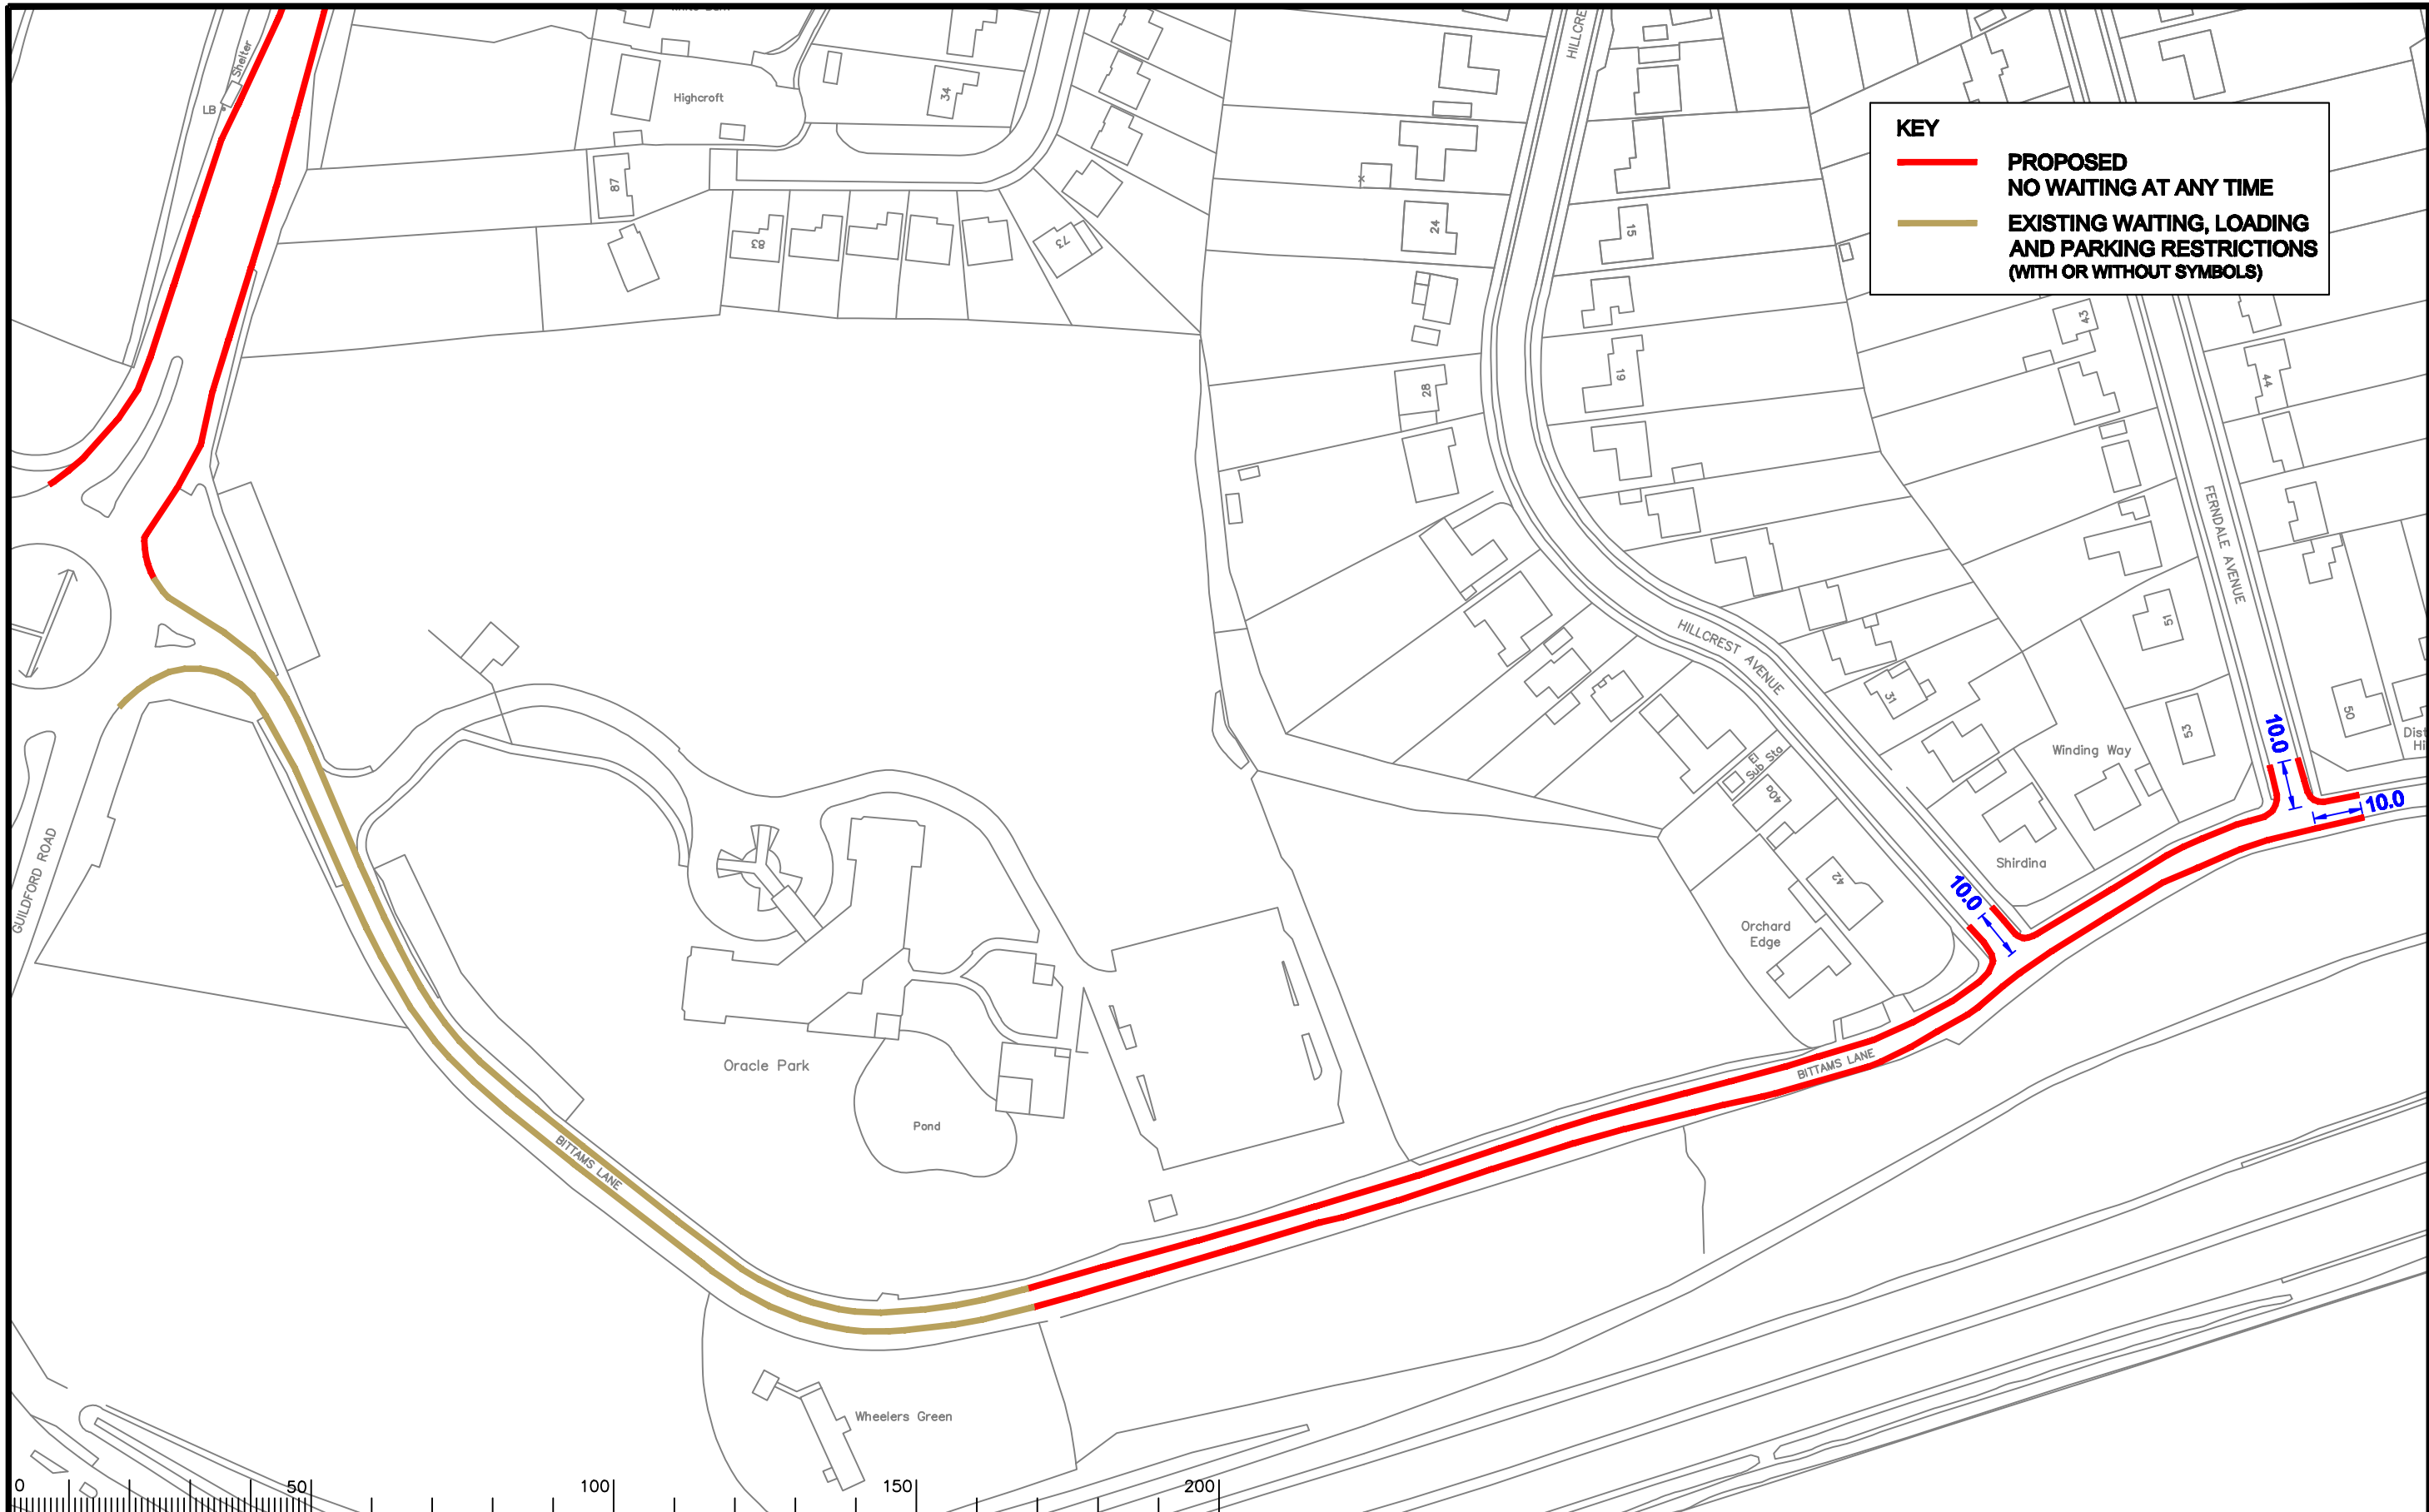 KEY
PROPOSED
NO WAITING AT ANY TIME
EXISTING WAITING, LOADING
AND PARKING RESTRICTIONS
(WITH OR WITHOUT SYMBOLS)
Shelter
LB
Highcroft
34
87
83
73
HILLCRE
24
15
28
19
43
44
FERNDALE AVENUE
HILLCREST AVENUE
31
51
53
50
Dist
Hi
Winding Way
El
Sub Sta
40a
42
Shirdina
Orchard
Edge
10.0
10.0
10.0
GUILDFORD ROAD
Oracle Park
Pond
BITTAMS LANE
BITTAMS LANE
Wheelers Green
0
50
100
150
200